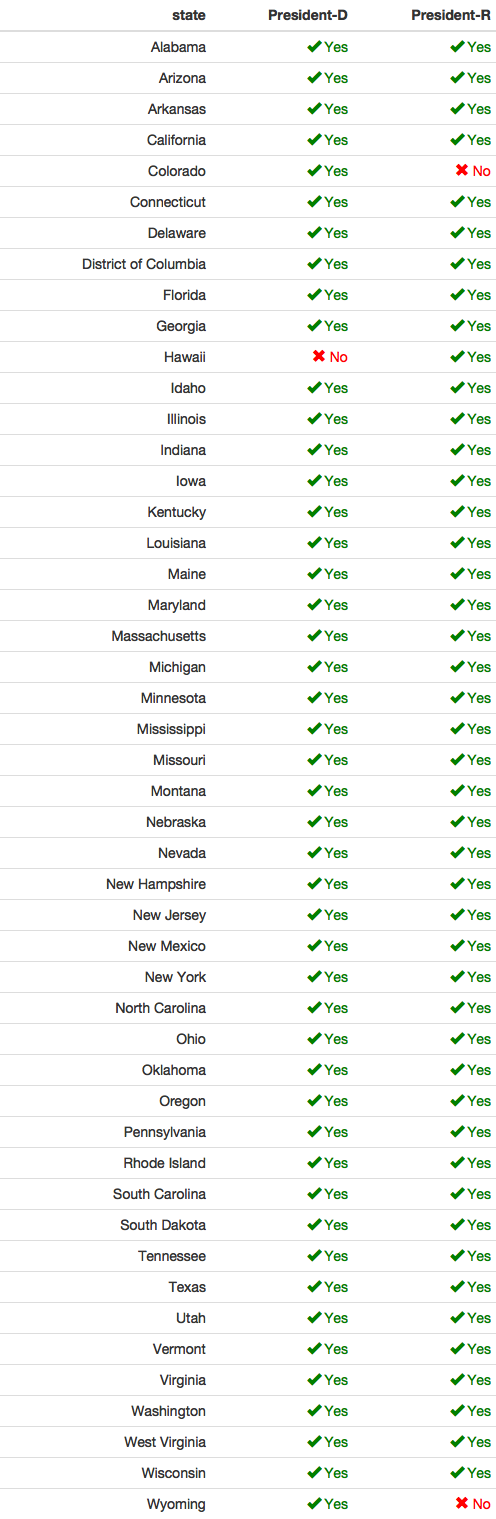 state President-D President-R
Alabama ✔ Yes ✔ Yes
Arizona ✔ Yes ✔ Yes
Arkansas ✔ Yes ✔ Yes
California ✔ Yes ✔ Yes
Colorado ✔ Yes ✖ No
Connecticut ✔ Yes ✔ Yes
Delaware ✔ Yes ✔ Yes
District of Columbia ✔ Yes ✔ Yes
Florida ✔ Yes ✔ Yes
Georgia ✔ Yes ✔ Yes
Hawaii ✖ No ✔ Yes
Idaho ✔ Yes ✔ Yes
Illinois ✔ Yes ✔ Yes
Indiana ✔ Yes ✔ Yes
Iowa ✔ Yes ✔ Yes
Kentucky ✔ Yes ✔ Yes
Louisiana ✔ Yes ✔ Yes
Maine ✔ Yes ✔ Yes
Maryland ✔ Yes ✔ Yes
Massachusetts ✔ Yes ✔ Yes
Michigan ✔ Yes ✔ Yes
Minnesota ✔ Yes ✔ Yes
Mississippi ✔ Yes ✔ Yes
Missouri ✔ Yes ✔ Yes
Montana ✔ Yes ✔ Yes
Nebraska ✔ Yes ✔ Yes
Nevada ✔ Yes ✔ Yes
New Hampshire ✔ Yes ✔ Yes
New Jersey ✔ Yes ✔ Yes
New Mexico ✔ Yes ✔ Yes
New York ✔ Yes ✔ Yes
North Carolina ✔ Yes ✔ Yes
Ohio ✔ Yes ✔ Yes
Oklahoma ✔ Yes ✔ Yes
Oregon ✔ Yes ✔ Yes
Pennsylvania ✔ Yes ✔ Yes
Rhode Island ✔ Yes ✔ Yes
South Carolina ✔ Yes ✔ Yes
South Dakota ✔ Yes ✔ Yes
Tennessee ✔ Yes ✔ Yes
Texas ✔ Yes ✔ Yes
Utah ✔ Yes ✔ Yes
Vermont ✔ Yes ✔ Yes
Virginia ✔ Yes ✔ Yes
Washington ✔ Yes ✔ Yes
West Virginia ✔ Yes ✔ Yes
Wisconsin ✔ Yes ✔ Yes
Wyoming ✔ Yes ✖ No